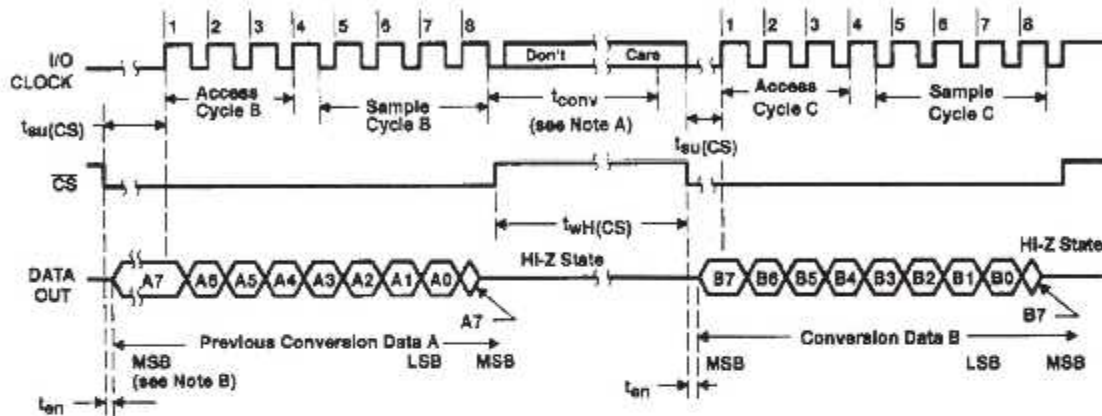 1 2 3 4 5 6 7 8 1 2 3 4 5 6 7 8
I/O
CLOCK
Don't Care
Access
Cycle B
Sample
Cycle B
tconv
(see Note A)
Access
Cycle C
Sample
Cycle C
tsu(CS)
tsu(CS)
CS
twH(CS)
DATA
OUT
A7 A6 A5 A4 A3 A2 A1 A0
Hi-Z State
B7 B6 B5 B4 B3 B2 B1 B0
Hi-Z State
A7
B7
Previous Conversion Data A
Conversion Data B
MSB
(see Note B)
LSB
MSB
MSB
LSB
MSB
ten
ten